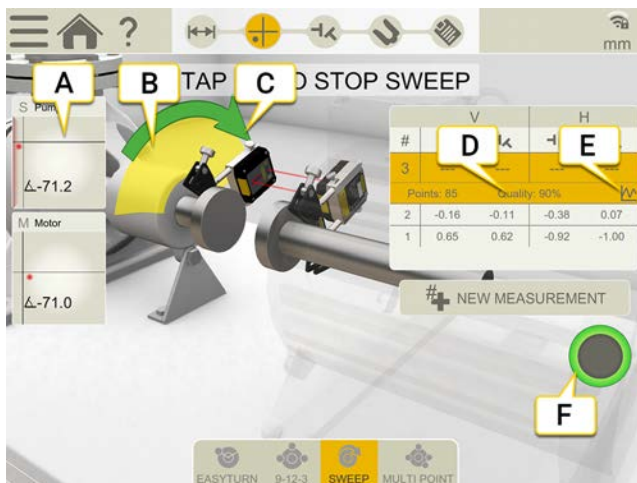 ?
mm
TAP
O STOP SWEEP
A
B
C
S Pum
V
H
#
D
E
3
--- --- ---
∡-71.2
Points: 85 Quality: 90%
M Motor
2 -0.16 -0.11 -0.38 0.07
1 0.65 0.62 -0.92 -1.00
∡-71.0
# NEW MEASUREMENT
F
EASYTURN 9-12-3 SWEEP MULTI POINT